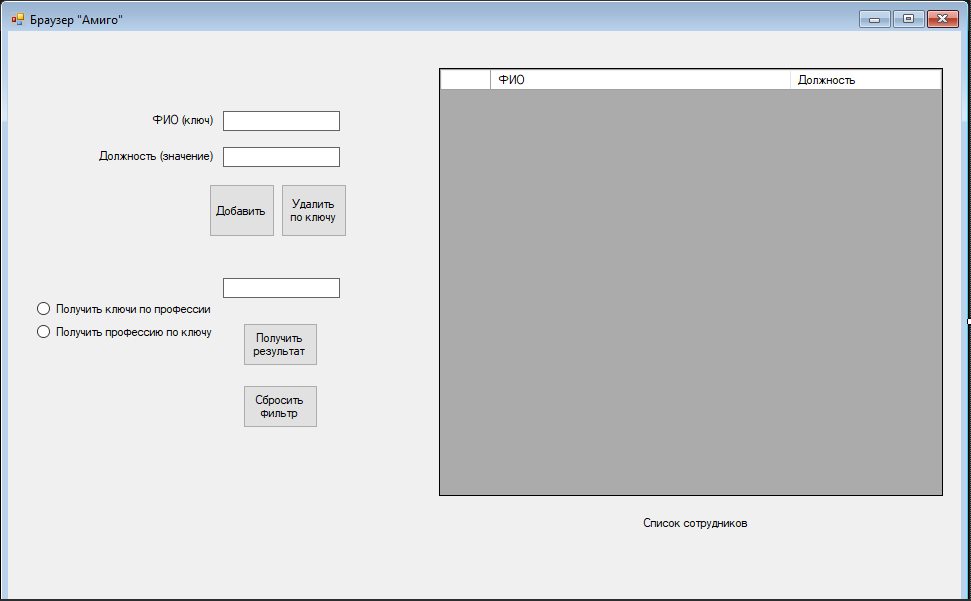 Браузер "Амиго"
ФИО
Должность
ФИО (ключ)
Должность (значение)
Добавить
Удалить
по ключу
Получить ключи по профессии
Получить профессию по ключу
Получить
результат
Сбросить
фильтр
Список сотрудников